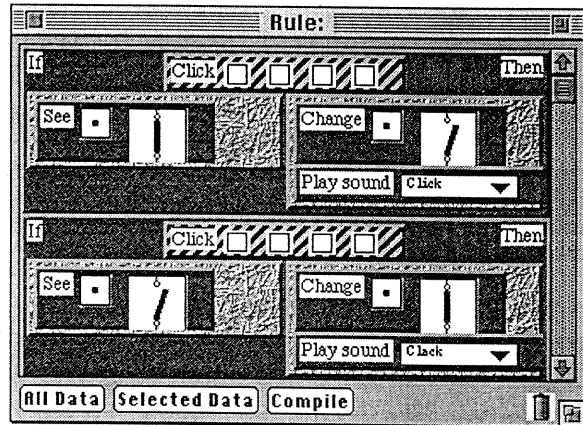 Rule:
If Click Then
See Change
Play sound Click
If Click Then
See Change
Play sound Clack
All Data Selected Data Compile